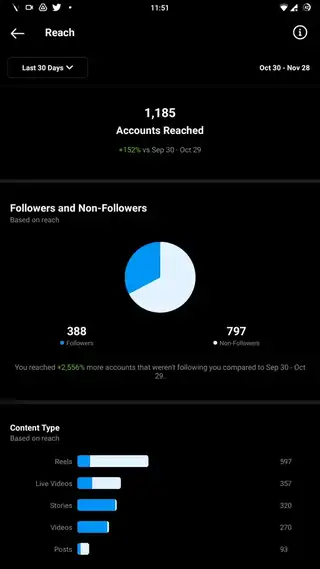 11:51
Reach
Last 30 Days
Oct 30 - Nov 28
1,185
Accounts Reached
+152% vs Sep 30 - Oct 29
Followers and Non-Followers
Based on reach
388
Followers
797
Non-Followers
You reached +2,556% more accounts that weren't following you compared to Sep 30 - Oct
29.
Content Type
Based on reach
Reels 597
Live Videos 357
Stories 320
Videos 270
Posts 93